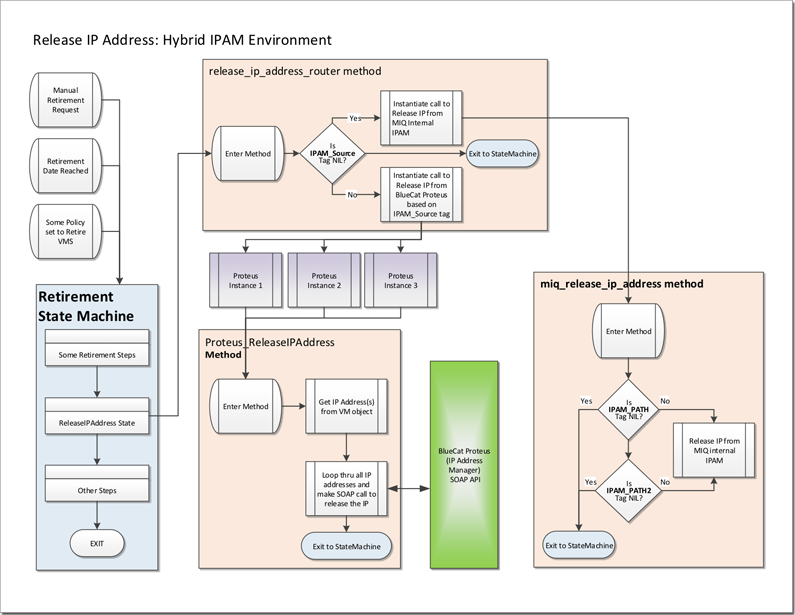 Release IP Address: Hybrid IPAM Environment
Manual
Retirement
Request
Retirement
Date Reached
Some Policy
set to Retire
VMS
Retirement
State Machine
Some Retirement Steps
ReleaseIPAddress State
Other Steps
EXIT
release_ip_address_router method
Enter Method
Is
IPAM_Source
Tag NIL?
Yes
No
Instantiate call to
Release IP from
MIQ Internal
IPAM
Exit to StateMachine
Instantiate call to
Release IP from
BlueCat Proteus
based on
IPAM_Source tag
Proteus
Instance 1
Proteus
Instance 2
Proteus
Instance 3
Proteus_ReleaseIPAddress
Method
Enter Method
Get IP Address(s)
from VM object
Loop thru all IP
addresses and
make SOAP call to
release the IP
Exit to StateMachine
BlueCat Proteus
(IP Address
Manager)
SOAP API
miq_release_ip_address method
Enter Method
Is
IPAM_PATH
Tag NIL?
Yes
No
Release IP from
MIQ internal
IPAM
Is
IPAM_PATH2
Tag NIL?
Yes
No
Exit to StateMachine